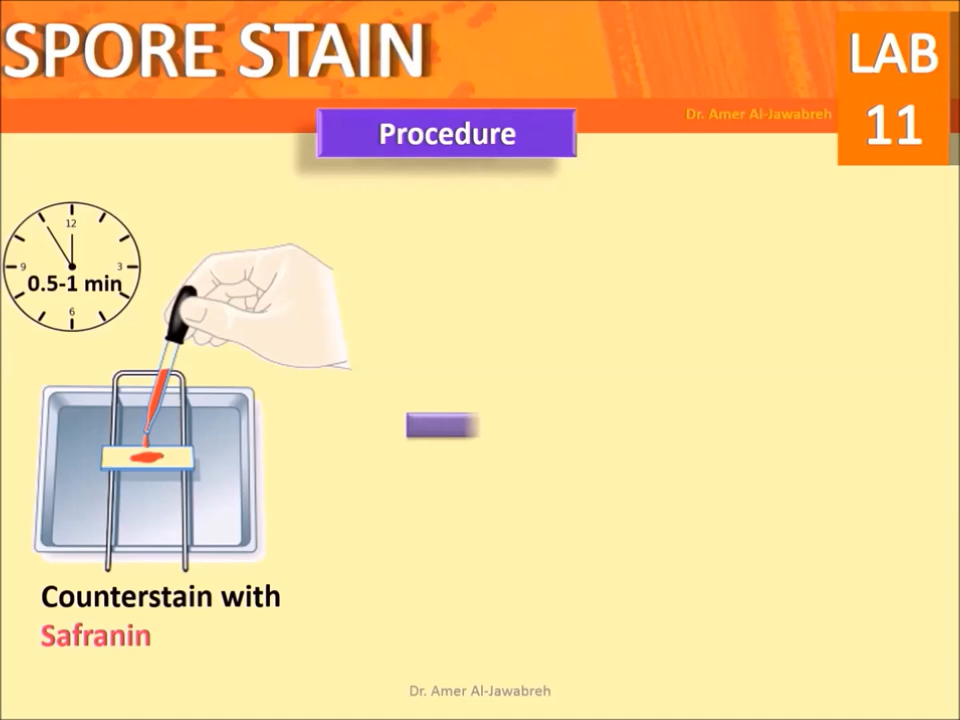 SPORE STAIN
LAB
11
Dr. Amer Al-Jawabreh
Procedure
12
9
3
0.5-1 min
6
Counterstain with
Safranin
Dr. Amer Al-Jawabreh